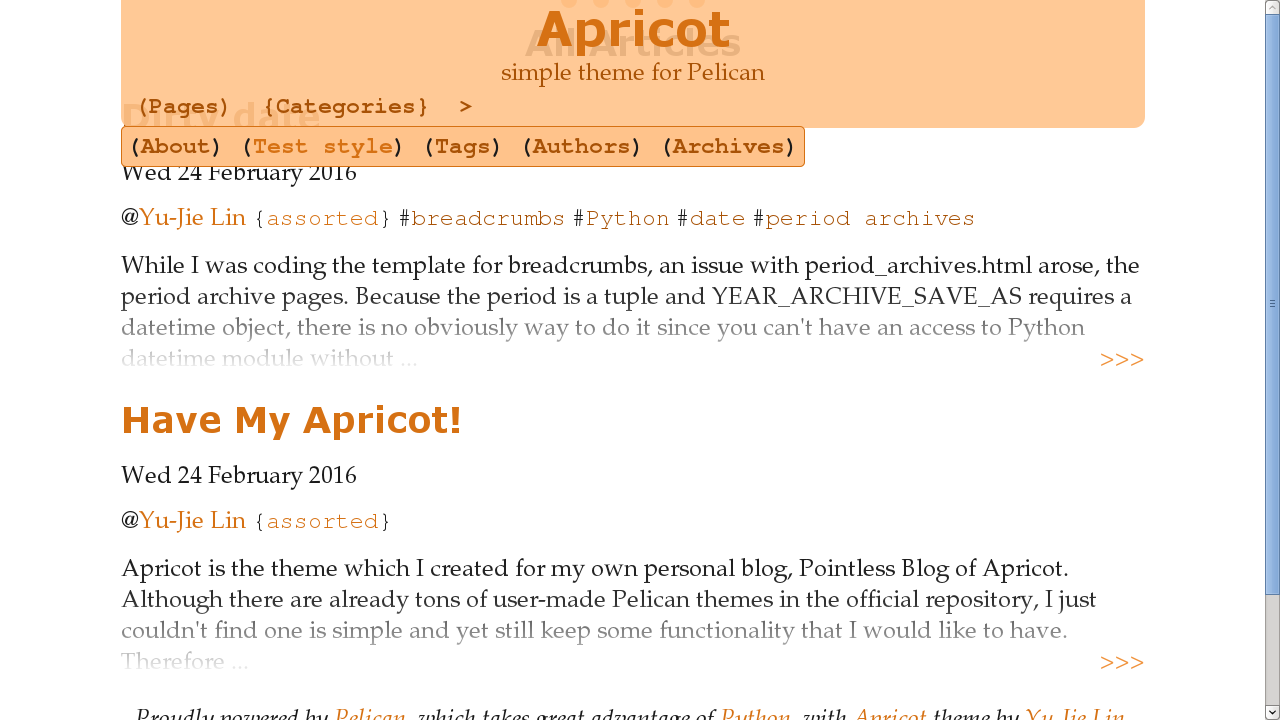 Apricot
All Articles
simple theme for Pelican
(Pages) {Categories} >
Dirty date
(About) (Test style) (Tags) (Authors) (Archives)
Wed 24 February 2016
@Yu-Jie Lin {assorted} #breadcrumbs #Python #date #period archives
While I was coding the template for breadcrumbs, an issue with period_archives.html arose, the
period archive pages. Because the period is a tuple and YEAR_ARCHIVE_SAVE_AS requires a
datetime object, there is no obviously way to do it since you can't have an access to Python
datetime module without ... >>>
Have My Apricot!
Wed 24 February 2016
@Yu-Jie Lin {assorted}
Apricot is the theme which I created for my own personal blog, Pointless Blog of Apricot.
Although there are already tons of user-made Pelican themes in the official repository, I just
couldn't find one is simple and yet still keep some functionality that I would like to have.
Therefore ... >>>
Proudly powered by Pelican, which takes great advantage of Python, with Apricot theme by Yu-Jie Lin